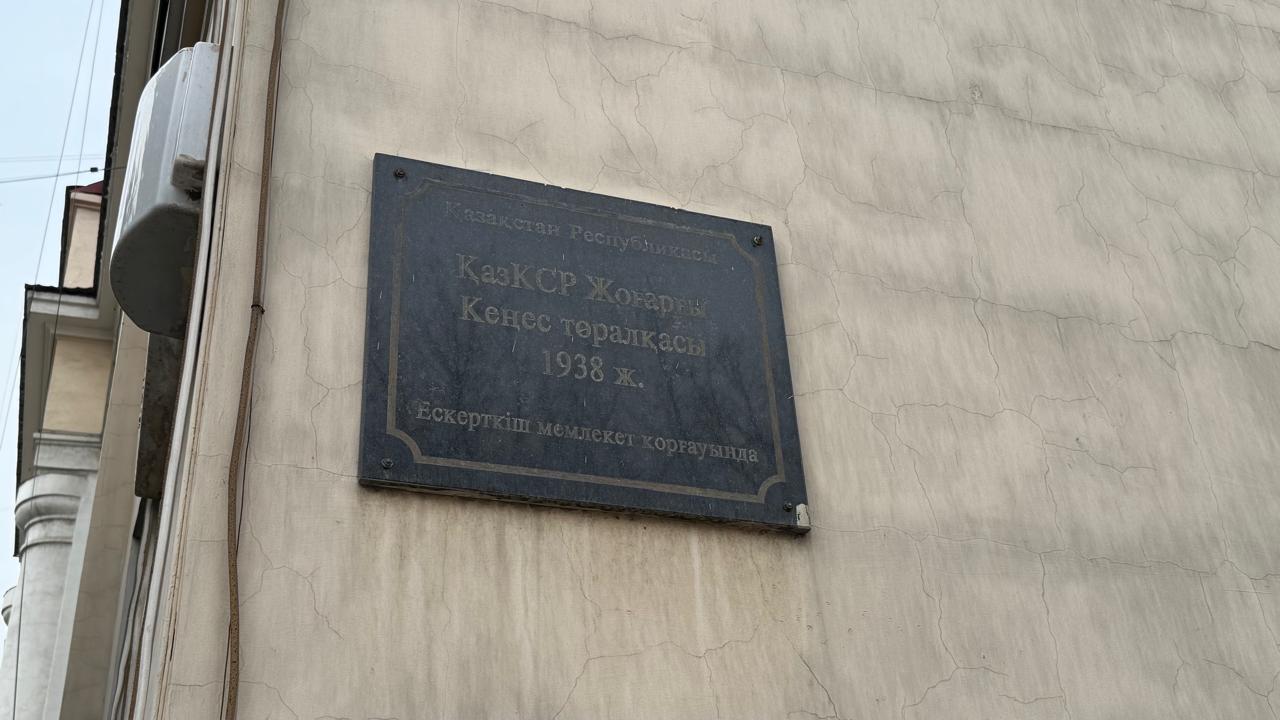 Қазақстан Республикасы
ҚазКСР Жоғарғы
Кеңес төралқасы
1938 ж.
Ескерткіш мемлекет қорғауында